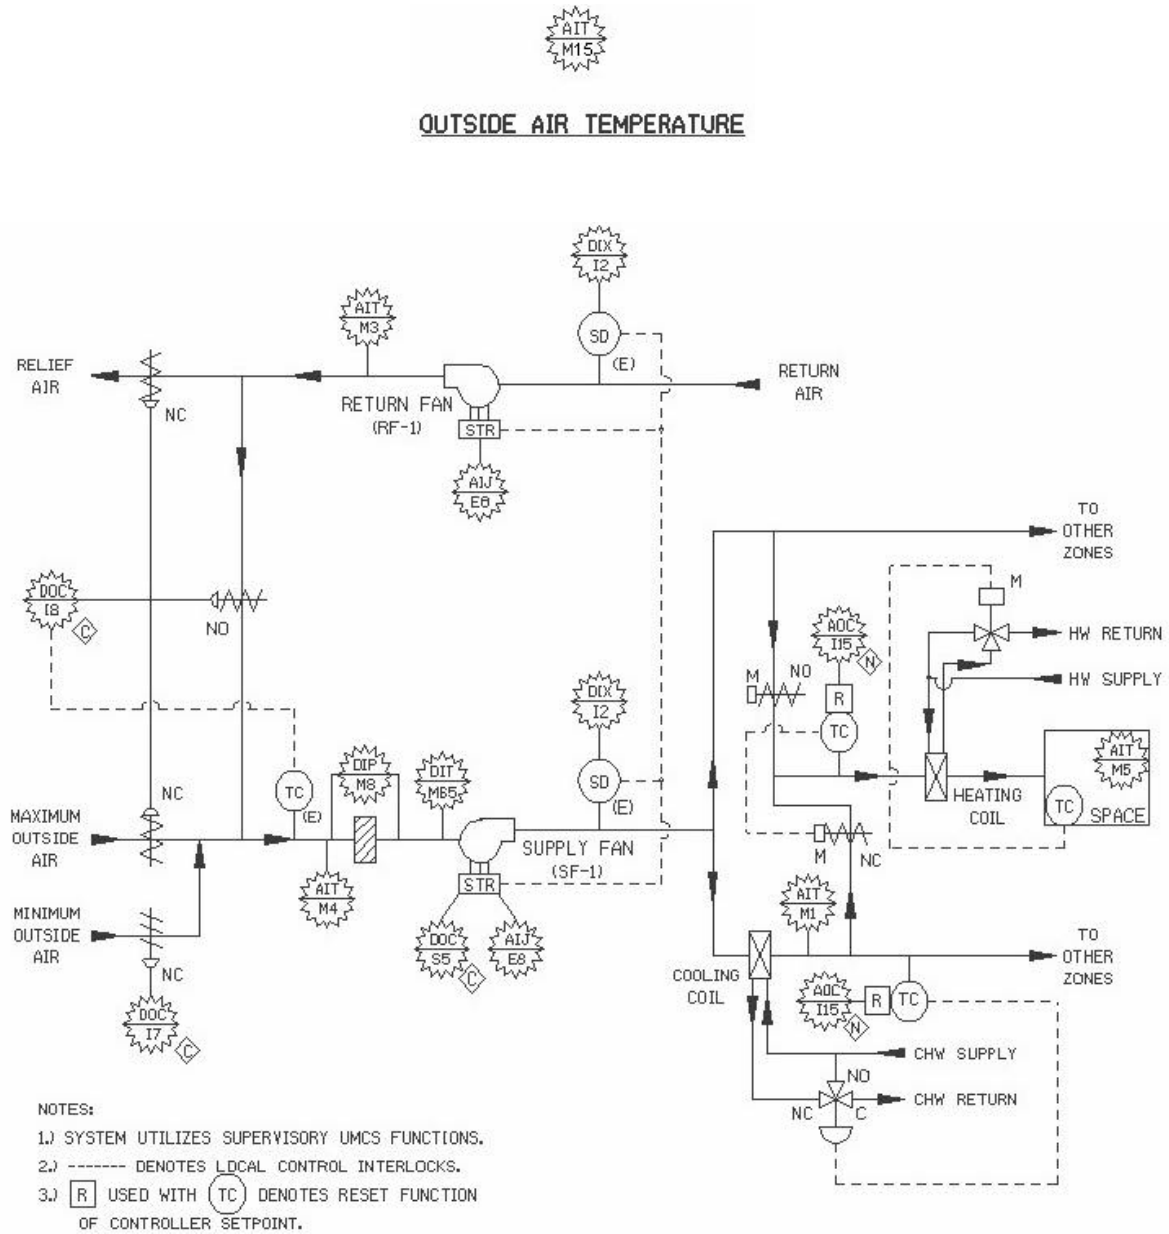 AIT
M15
OUTSIDE AIR TEMPERATURE
DIX
I2
AIT
M3
SD
(E)
RELIEF
AIR
RETURN
AIR
NC
RETURN FAN
(RF-1)
STR
AIJ
E8
TO
OTHER
ZONES
DOC
I8
C
NO
M
HW RETURN
AOC
I15
N
M
NO
R
HW SUPPLY
DIX
I2
TC
AIT
M5
SD
(E)
DIP
M8
DIT
M65
TC
(E)
NC
HEATING
COIL
TC
SPACE
MAXIMUM
OUTSIDE
AIR
SUPPLY FAN
(SF-1)
M
NC
STR
AIT
M4
AIT
M1
MINIMUM
OUTSIDE
AIR
NC
DOC
S5
C
AIJ
E8
TO
OTHER
ZONES
COOLING
COIL
AOC
I15
N
R
TC
DOC
I7
C
CHW SUPPLY
NO
NC
C
CHW RETURN
NOTES:
1.) SYSTEM UTILIZES SUPERVISORY UMCS FUNCTIONS.
2.) ------- DENOTES LOCAL CONTROL INTERLOCKS.
3.) R USED WITH TC DENOTES RESET FUNCTION
OF CONTROLLER SETPOINT.